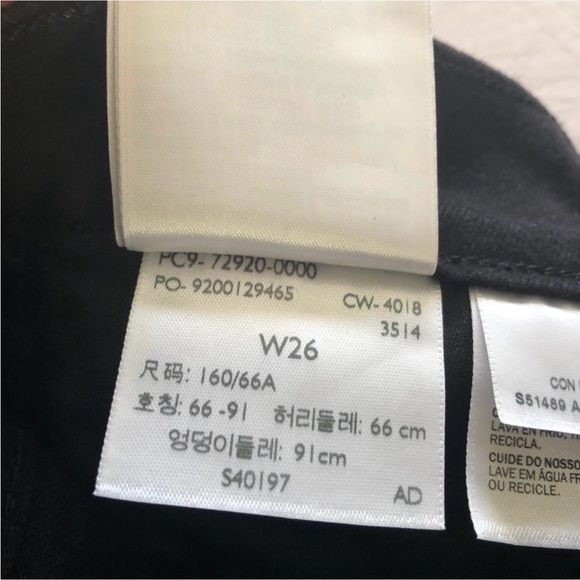 PC9- 72920-0000
PO- 9200129465 CW- 4018
3514
W26
尺码: 160/66A
호칭: 66 -91 허리둘레: 66 cm
엉덩이둘레: 91cm
S40197
AD
CON
S51489 A
LAVA EN FRIO,
RECICLA.
CUIDE DO NOSSO
LAVE EM ÁGUA FR
OU RECICLE.